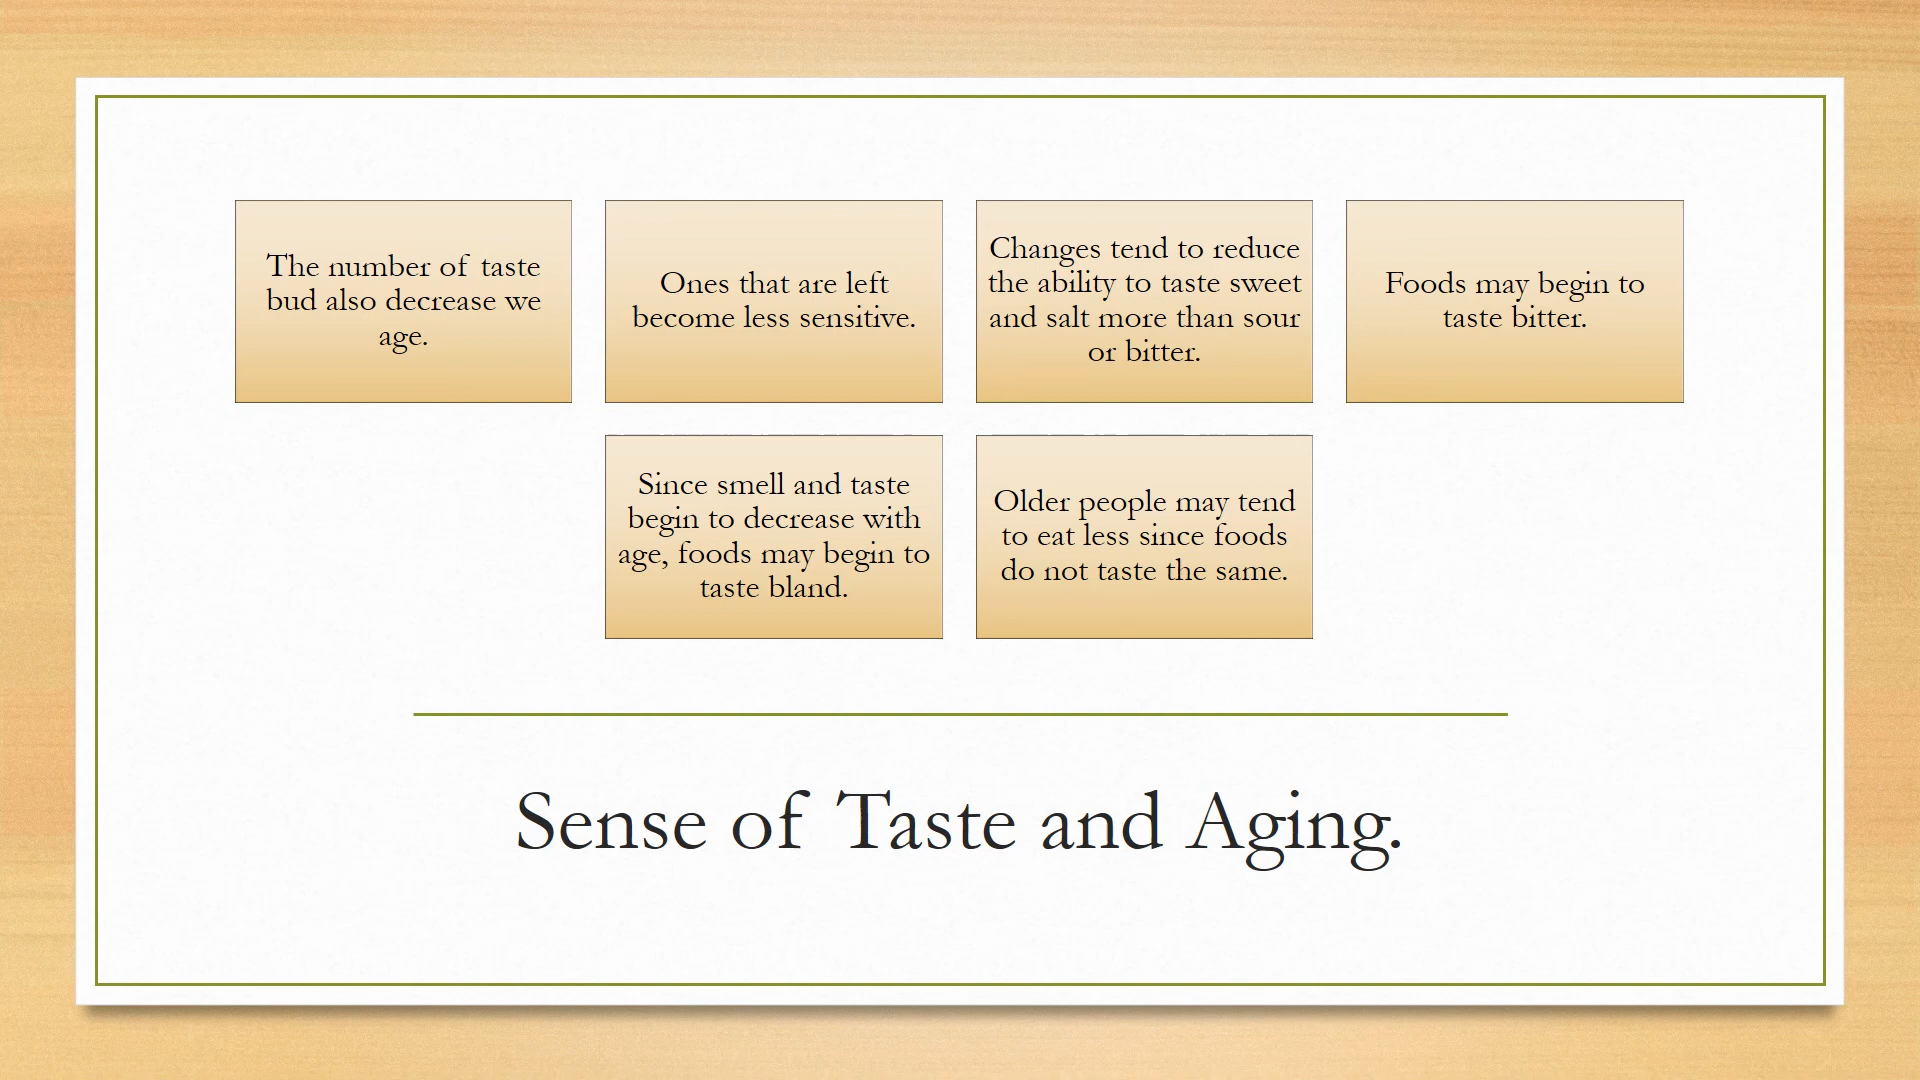 The number of taste
bud also decrease we
age.
Ones that are left
become less sensitive.
Changes tend to reduce
the ability to taste sweet
and salt more than sour
or bitter.
Foods may begin to
taste bitter.
Since smell and taste
begin to decrease with
age, foods may begin to
taste bland.
Older people may tend
to eat less since foods
do not taste the same.
Sense of Taste and Aging.